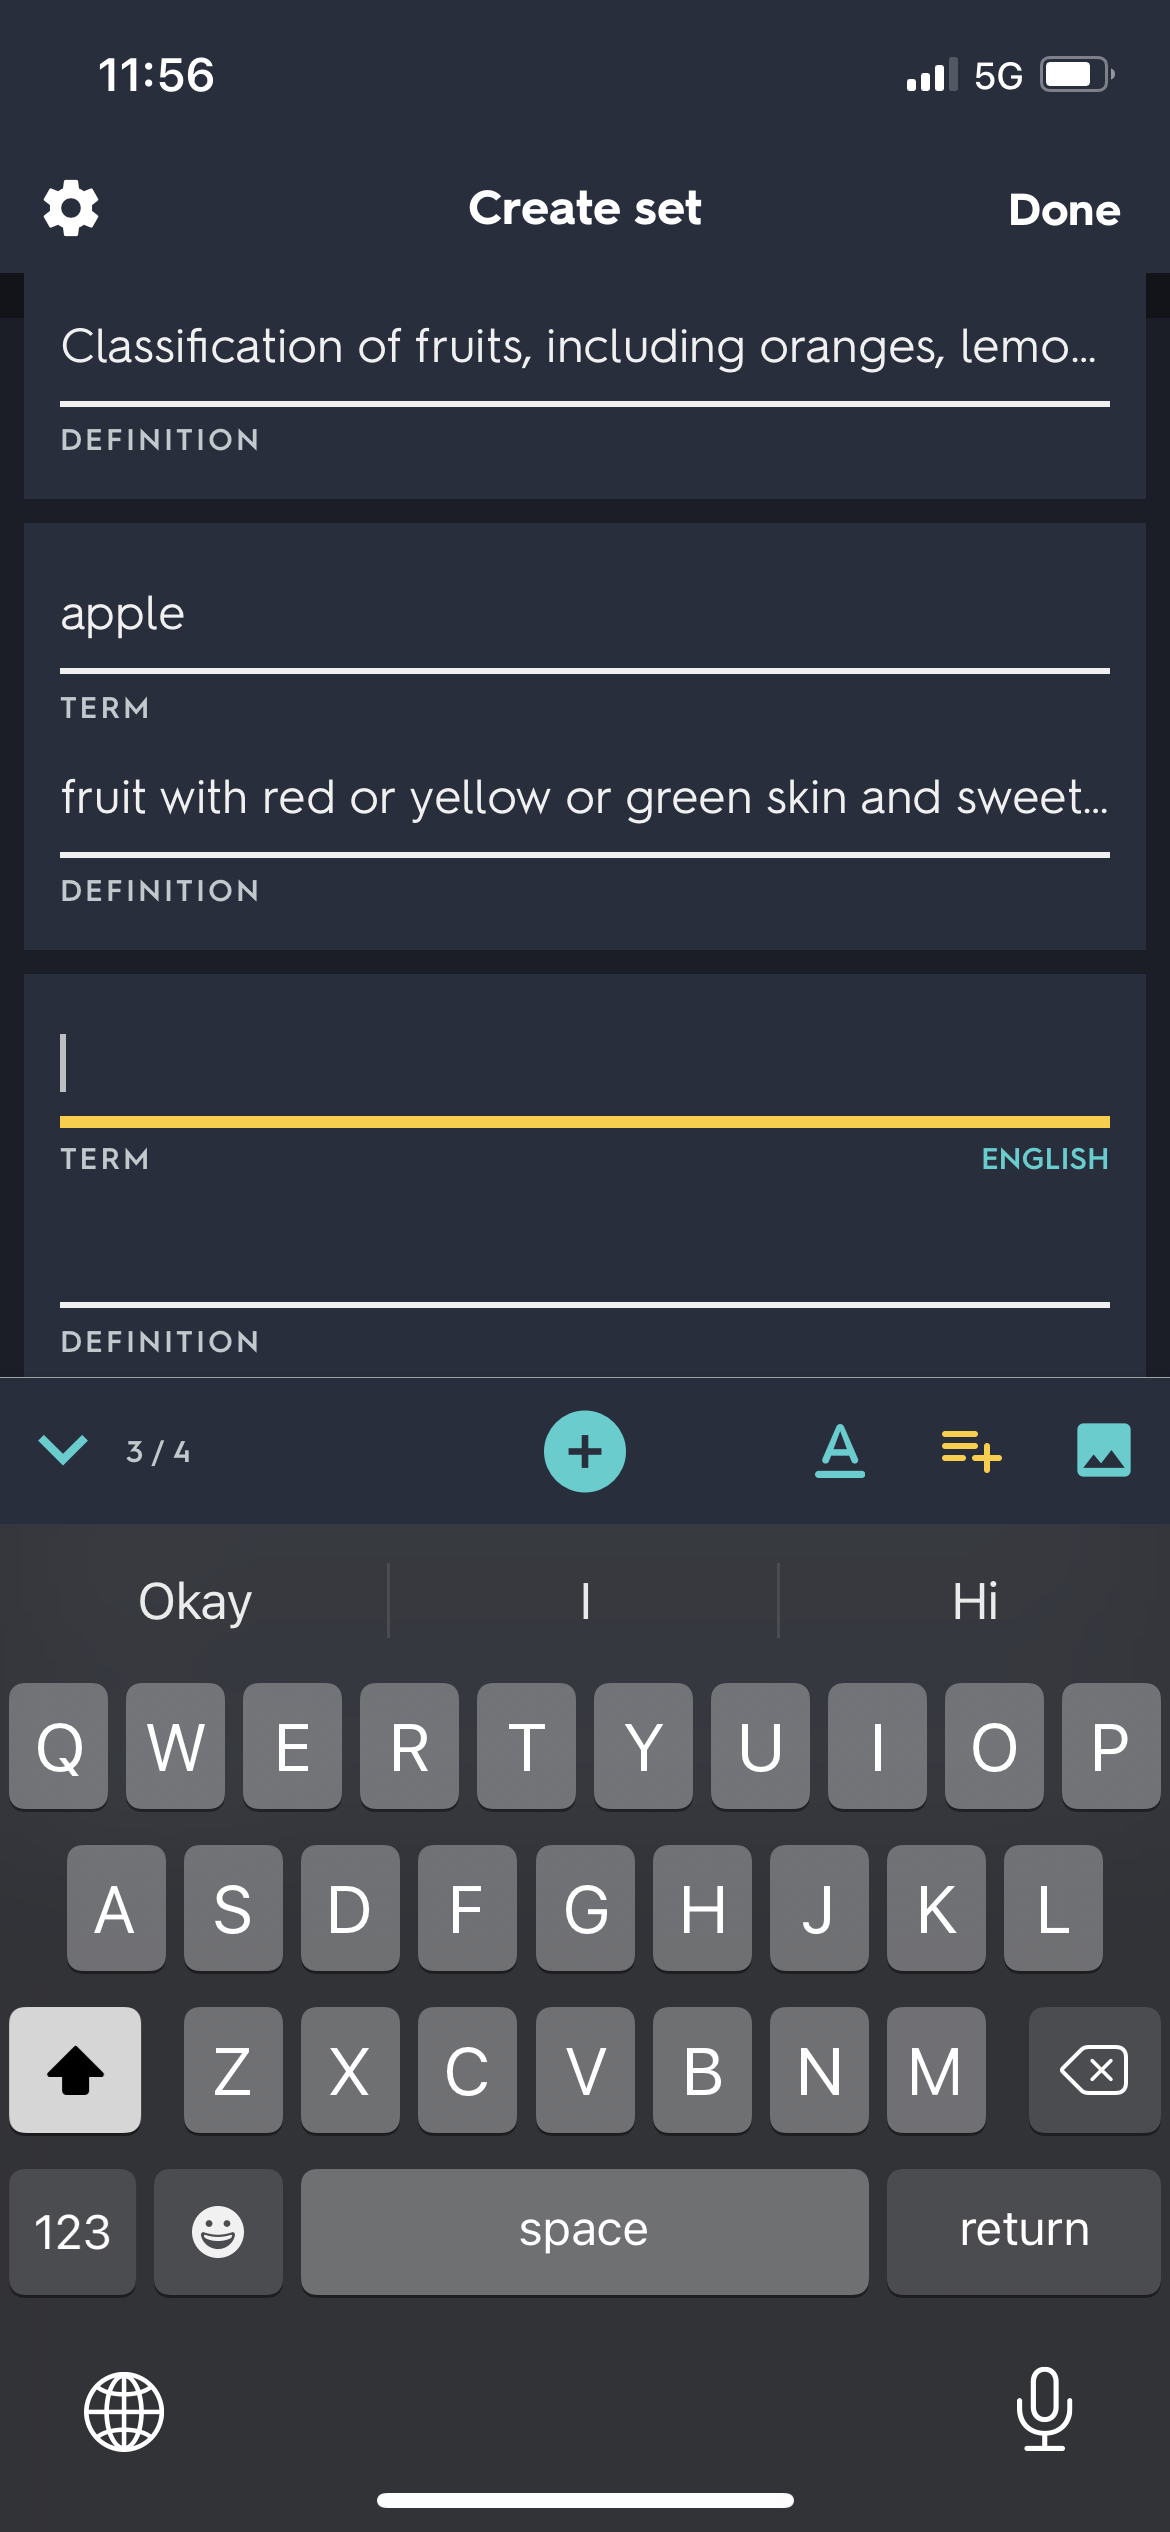 11:56
5G
Create set
Done
Classification of fruits, including oranges, lemo...
DEFINITION
apple
TERM
fruit with red or yellow or green skin and sweet...
DEFINITION
TERM
ENGLISH
DEFINITION
3 / 4
A
Okay
I
Hi
Q W E R T Y U I O P
A S D F G H J K L
Z X C V B N M
123
space
return